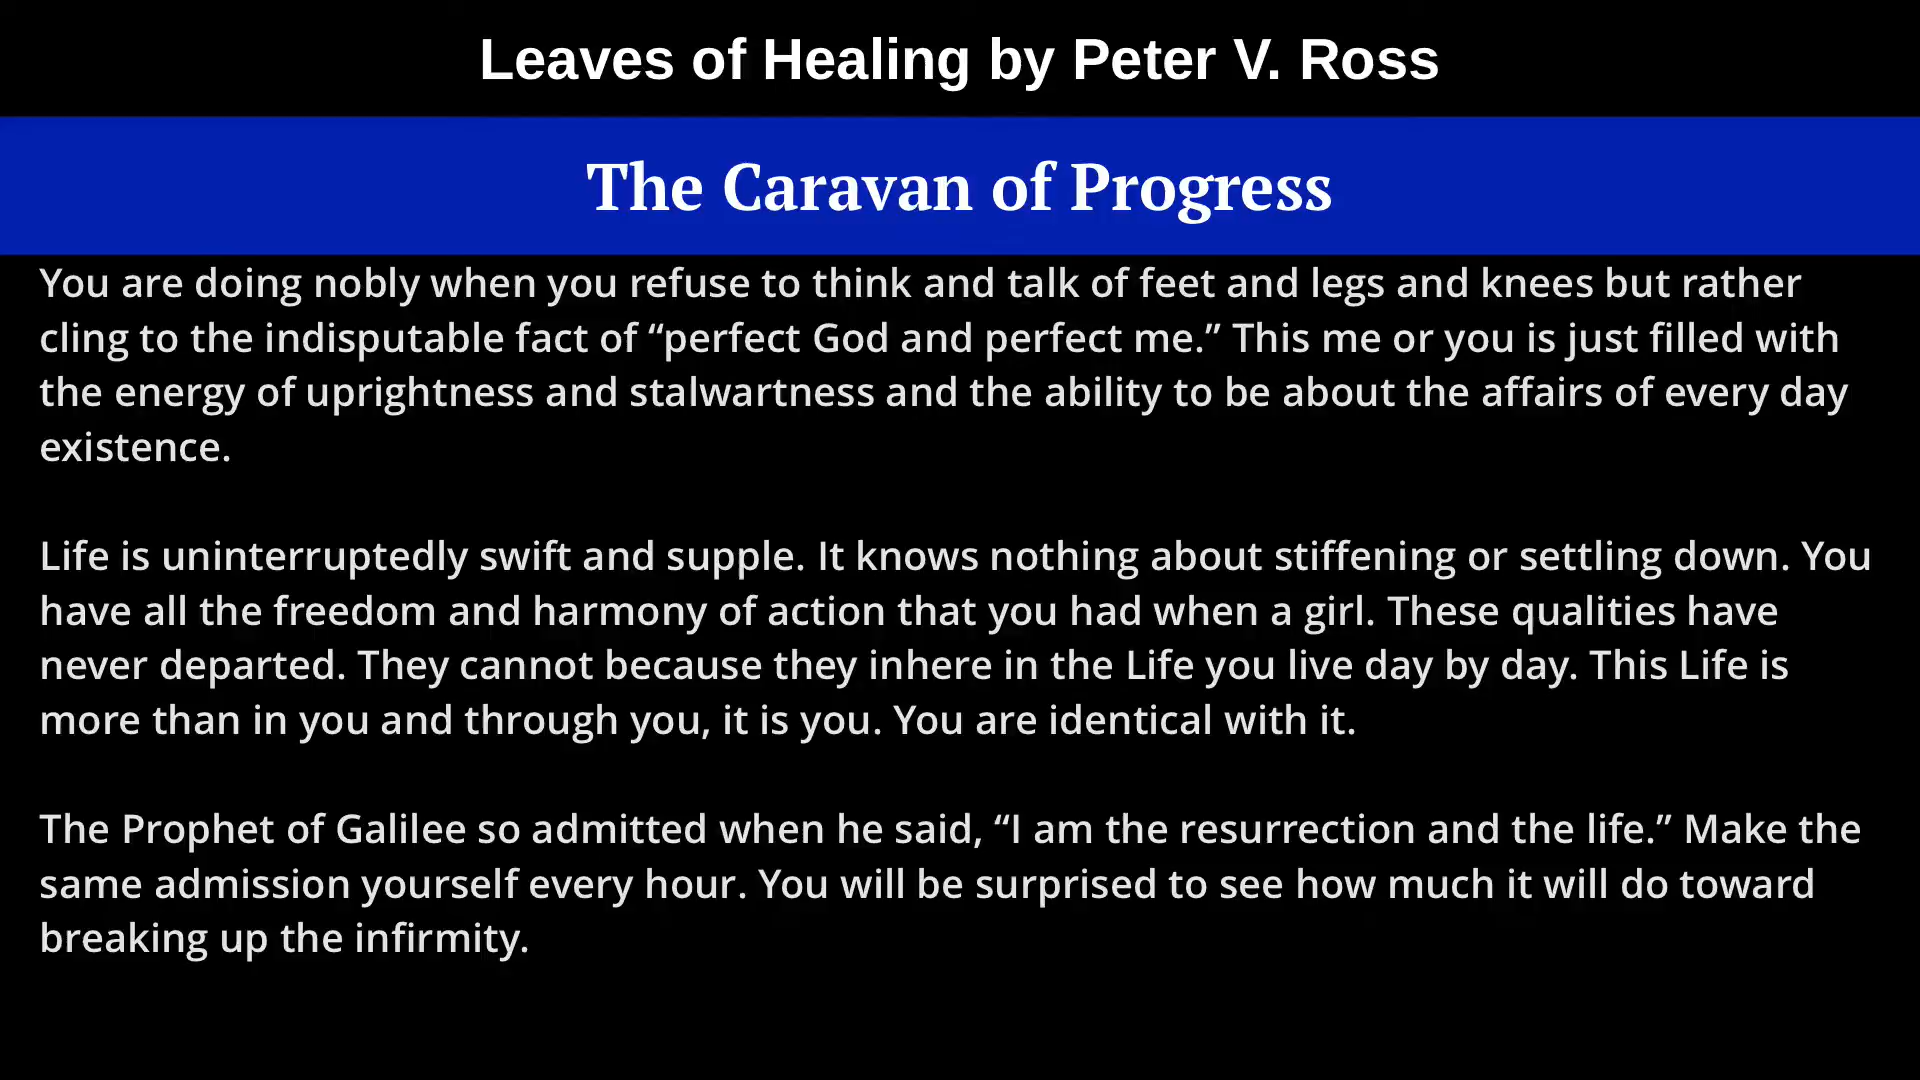 Leaves of Healing by Peter V. Ross
The Caravan of Progress
You are doing nobly when you refuse to think and talk of feet and legs and knees but rather
cling to the indisputable fact of “perfect God and perfect me.” This me or you is just filled with
the energy of uprightness and stalwartness and the ability to be about the affairs of every day
existence.
Life is uninterruptedly swift and supple. It knows nothing about stiffening or settling down. You
have all the freedom and harmony of action that you had when a girl. These qualities have
never departed. They cannot because they inhere in the Life you live day by day. This Life is
more than in you and through you, it is you. You are identical with it.
The Prophet of Galilee so admitted when he said, “I am the resurrection and the life.” Make the
same admission yourself every hour. You will be surprised to see how much it will do toward
breaking up the infirmity.